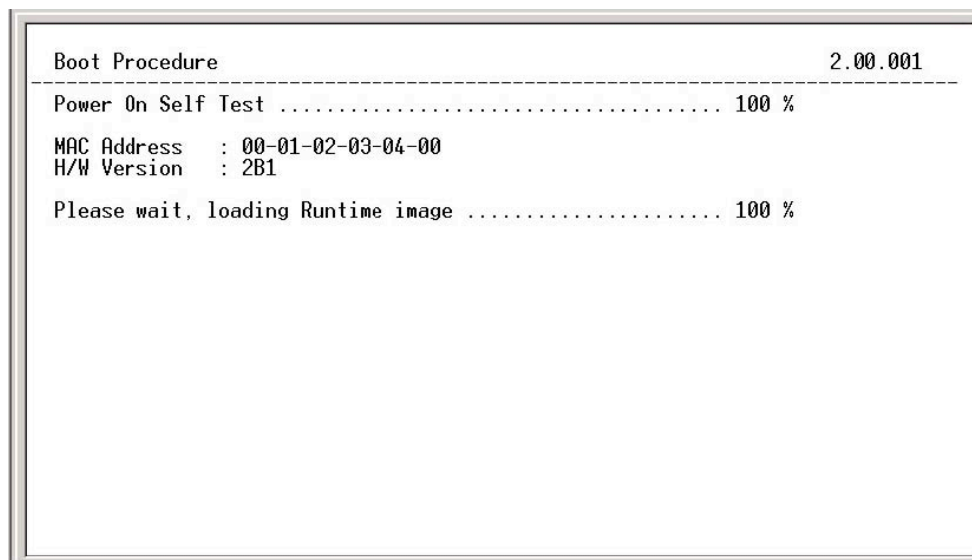 Boot Procedure 2.00.001
-------------------------------------------------------------------------------
Power On Self Test ...................................... 100 %
MAC Address : 00-01-02-03-04-00
H/W Version : 2B1
Please wait, loading Runtime image ...................... 100 %